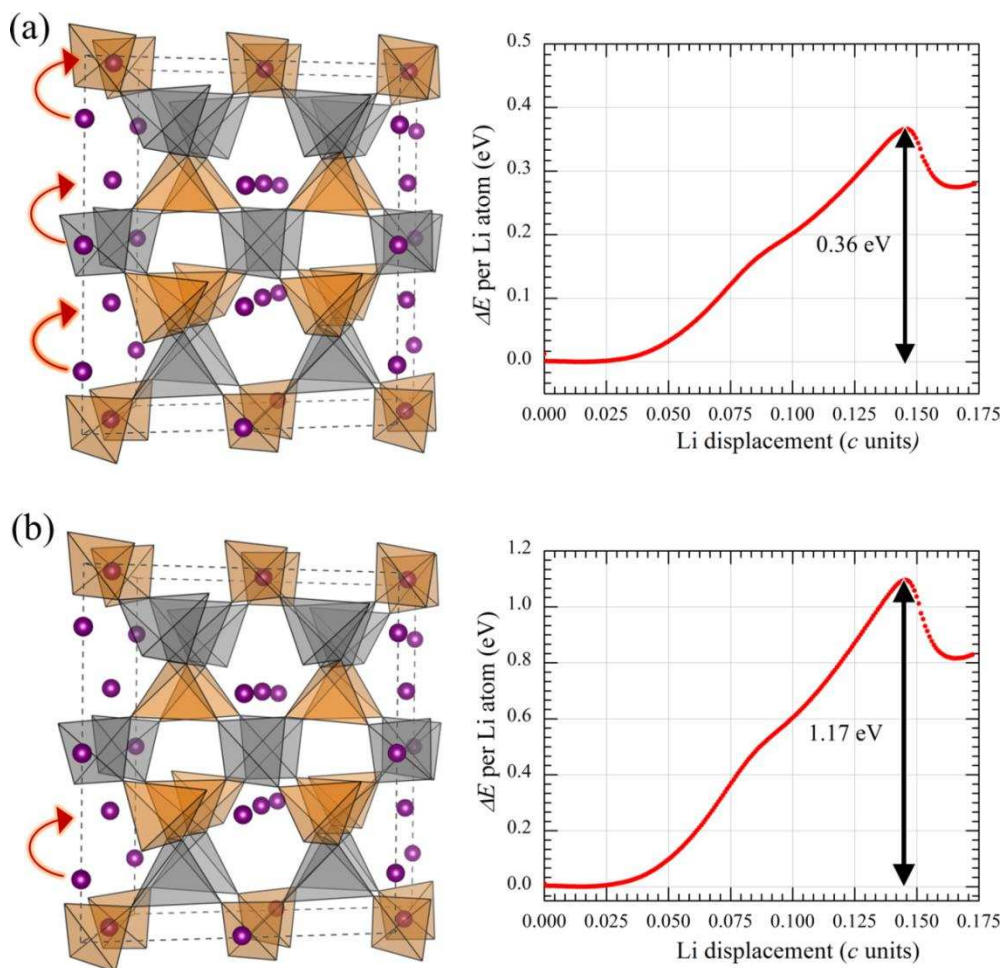 (a)
0.5
0.4
0.3
0.2
0.1
0.0
ΔE per Li atom (eV)
0.36 eV
0.000 0.025 0.050 0.075 0.100 0.125 0.150 0.175
Li displacement (c units)
(b)
1.2
1.0
0.8
0.6
0.4
0.2
0.0
ΔE per Li atom (eV)
1.17 eV
0.000 0.025 0.050 0.075 0.100 0.125 0.150 0.175
Li displacement (c units)